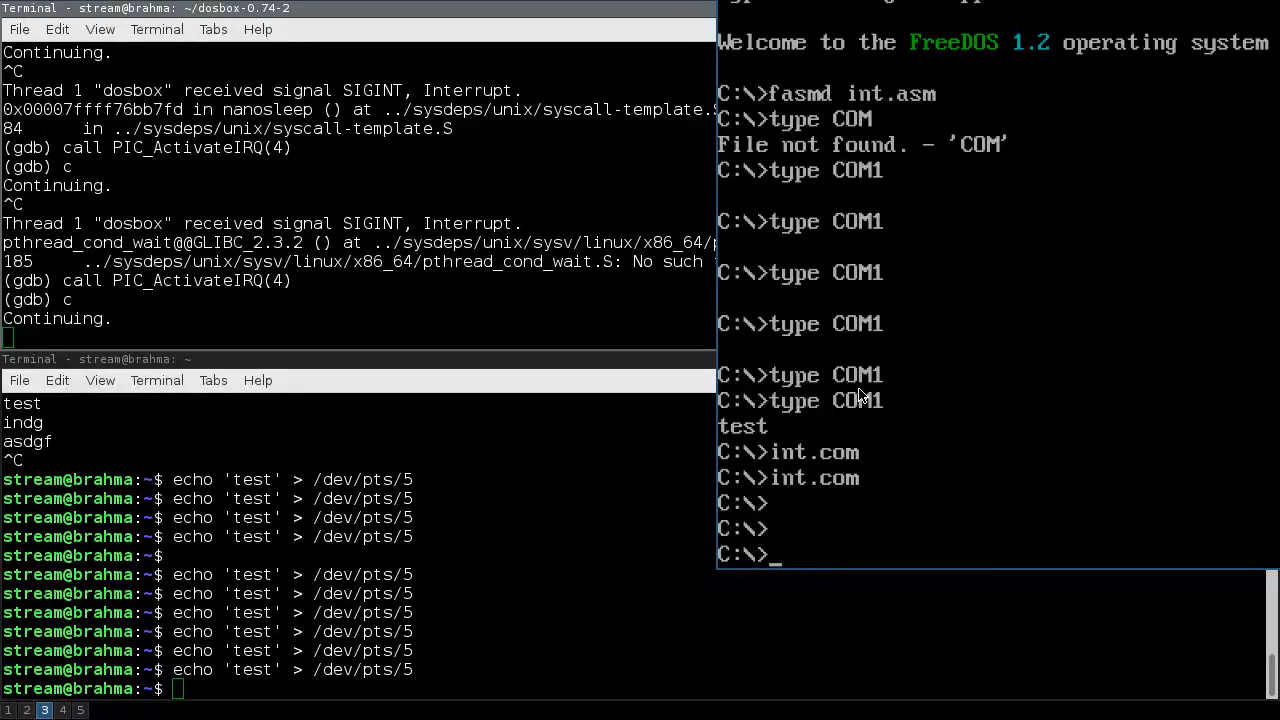 Terminal - stream@brahma: ~/dosbox-0.74-2
File Edit View Terminal Tabs Help
Continuing.
^C
Thread 1 "dosbox" received signal SIGINT, Interrupt.
0x00007ffff76bb7fd in nanosleep () at ../sysdeps/unix/syscall-template.S
84      in ../sysdeps/unix/syscall-template.S
(gdb) call PIC_ActivateIRQ(4)
(gdb) c
Continuing.
^C
Thread 1 "dosbox" received signal SIGINT, Interrupt.
pthread_cond_wait@@GLIBC_2.3.2 () at ../sysdeps/unix/sysv/linux/x86_64/p
185     ../sysdeps/unix/sysv/linux/x86_64/pthread_cond_wait.S: No such
(gdb) call PIC_ActivateIRQ(4)
(gdb) c
Continuing.
Terminal - stream@brahma: ~
File Edit View Terminal Tabs Help
test
indg
asdgf
^C
stream@brahma:~$ echo 'test' > /dev/pts/5
stream@brahma:~$ echo 'test' > /dev/pts/5
stream@brahma:~$ echo 'test' > /dev/pts/5
stream@brahma:~$ echo 'test' > /dev/pts/5
stream@brahma:~$
stream@brahma:~$ echo 'test' > /dev/pts/5
stream@brahma:~$ echo 'test' > /dev/pts/5
stream@brahma:~$ echo 'test' > /dev/pts/5
stream@brahma:~$ echo 'test' > /dev/pts/5
stream@brahma:~$ echo 'test' > /dev/pts/5
stream@brahma:~$ echo 'test' > /dev/pts/5
stream@brahma:~$
Welcome to the FreeDOS 1.2 operating system
C:\>fasmd int.asm
C:\>type COM
File not found. - 'COM'
C:\>type COM1
C:\>type COM1
C:\>type COM1
C:\>type COM1
C:\>type COM1
C:\>type COM1
test
C:\>int.com
C:\>int.com
C:\>
C:\>
C:\>_
1 2 3 4 5